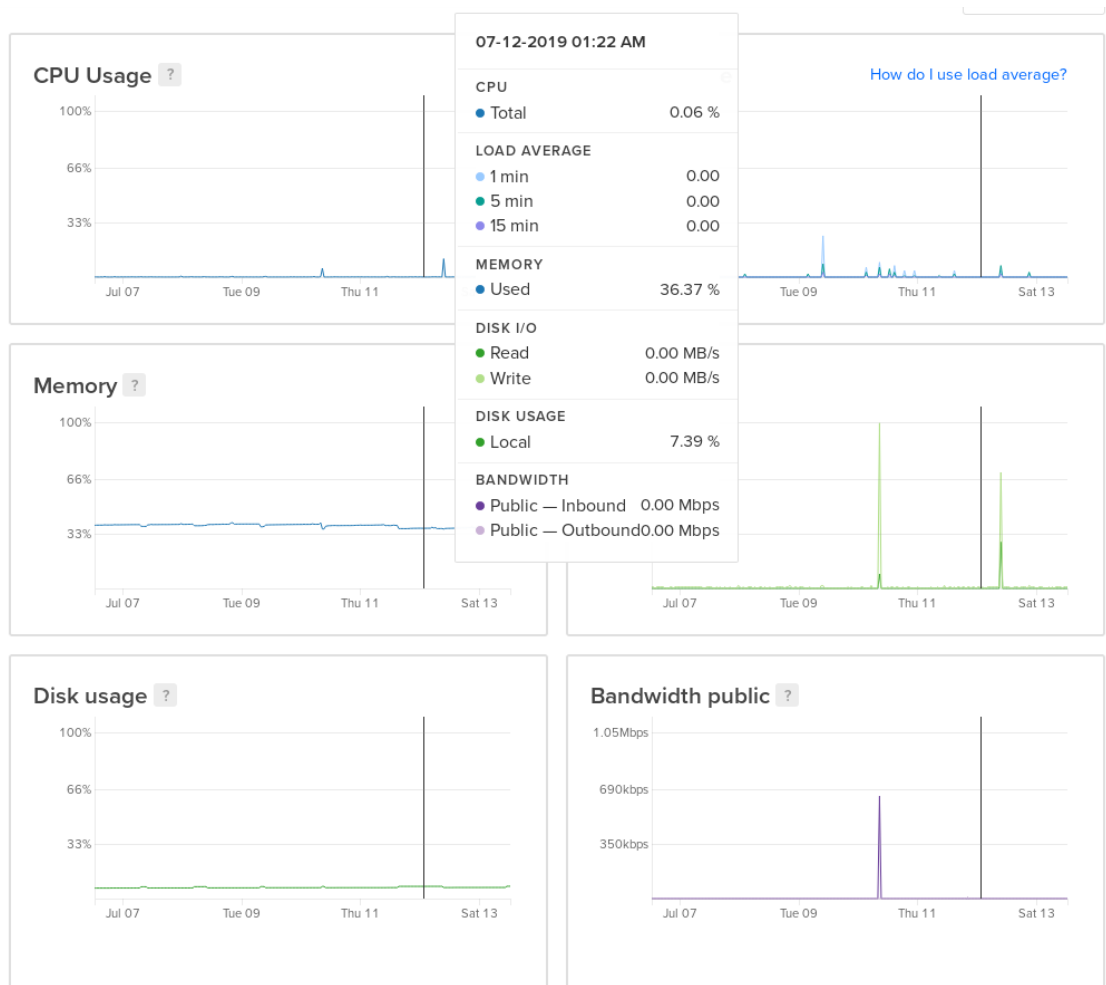 07-12-2019 01:22 AM
CPU
Total 0.06 %
LOAD AVERAGE
1 min 0.00
5 min 0.00
15 min 0.00
MEMORY
Used 36.37 %
DISK I/O
Read 0.00 MB/s
Write 0.00 MB/s
DISK USAGE
Local 7.39 %
BANDWIDTH
Public — Inbound 0.00 Mbps
Public — Outbound 0.00 Mbps
CPU Usage ?
100%
66%
33%
Jul 07 Tue 09 Thu 11
How do I use load average?
Tue 09 Thu 11 Sat 13
Memory ?
100%
66%
33%
Jul 07 Tue 09 Thu 11 Sat 13
Jul 07 Tue 09 Thu 11 Sat 13
Disk usage ?
100%
66%
33%
Jul 07 Tue 09 Thu 11 Sat 13
Bandwidth public ?
1.05Mbps
690kbps
350kbps
Jul 07 Tue 09 Thu 11 Sat 13